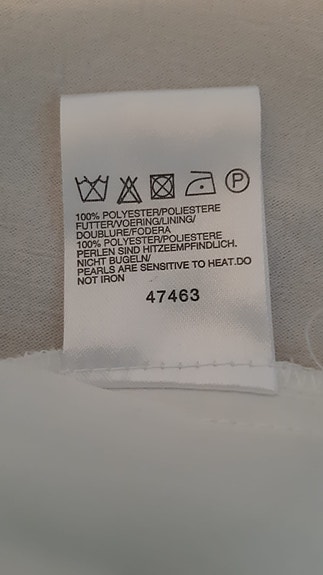 P
100% POLYESTER/POLIESTERE
FUTTER/VOERING/LINING/
DOUBLURE/FODERA
100% POLYESTER/POLIESTERE
PERLEN SIND HITZEEMPFINDLICH.
NICHT BUGELN/
PEARLS ARE SENSITIVE TO HEAT.DO
NOT IRON
47463